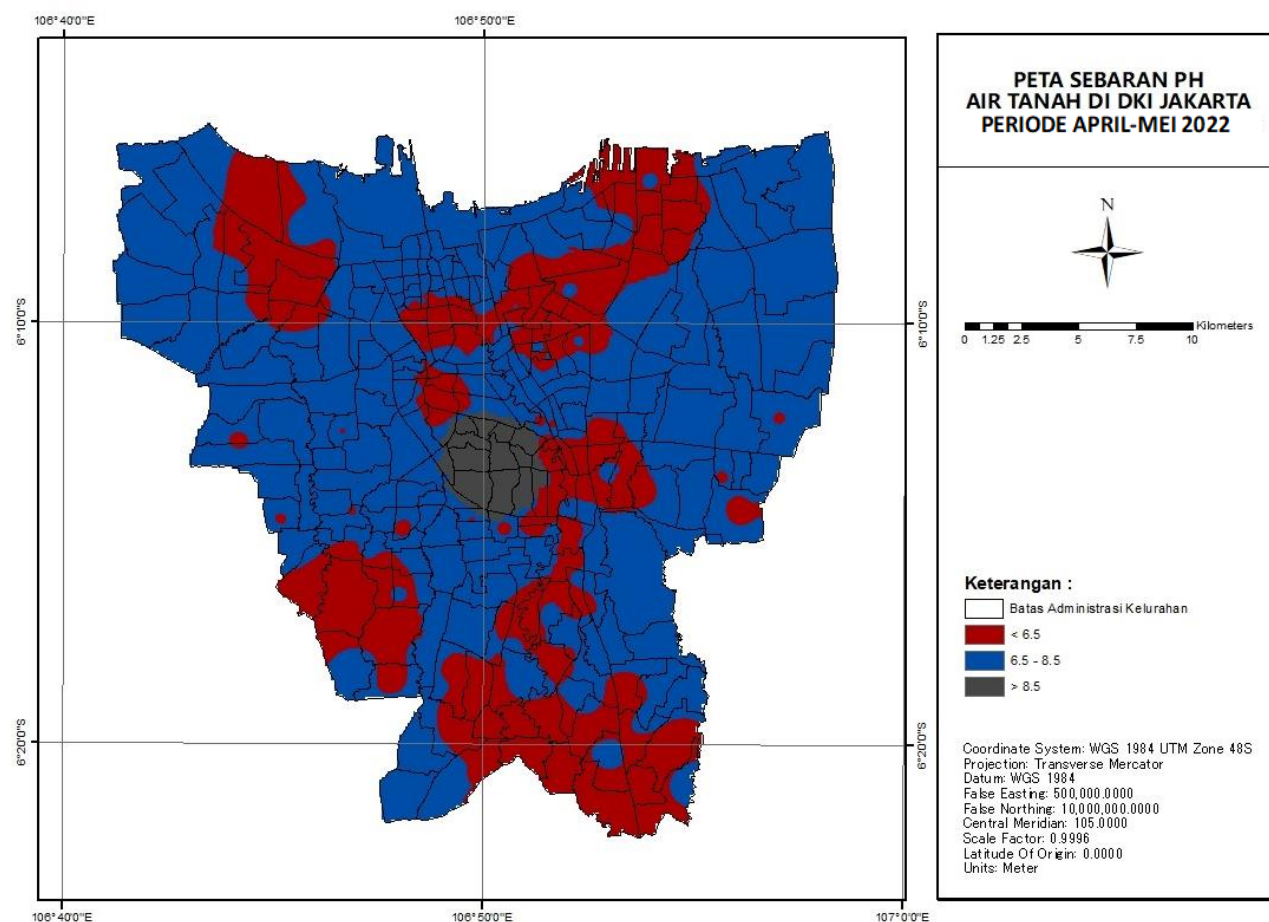 106°40'0"E
106°50'0"E
6°10'0"S
6°10'0"S
6°20'0"S
6°20'0"S
106°40'0"E
106°50'0"E
107°0'0"E
PETA SEBARAN PH
AIR TANAH DI DKI JAKARTA
PERIODE APRIL-MEI 2022
N
0 1.25 2.5 5 7.5 10 Kilometers
Keterangan :
Batas Administrasi Kelurahan
< 6.5
6.5 - 8.5
> 8.5
Coordinate System: WGS 1984 UTM Zone 48S
Projection: Transverse Mercator
Datum: WGS 1984
False Easting: 500,000.0000
False Northing: 10,000,000.0000
Central Meridian: 105.0000
Scale Factor: 0.9996
Latitude Of Origin: 0.0000
Units: Meter